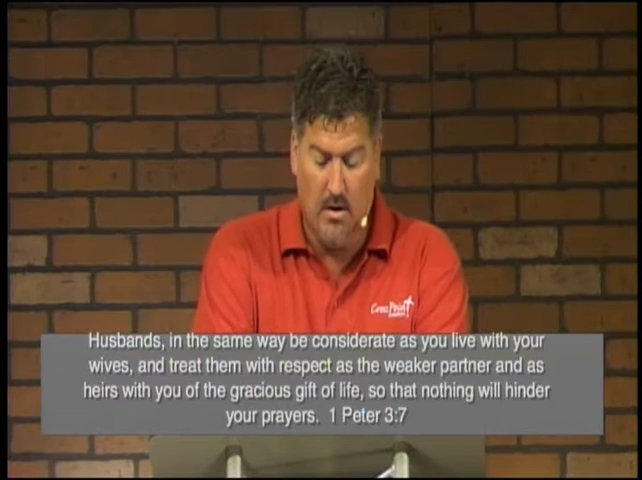 Cross Point
Husbands, in the same way be considerate as you live with your
wives, and treat them with respect as the weaker partner and as
heirs with you of the gracious gift of life, so that nothing will hinder
your prayers.  1 Peter 3:7